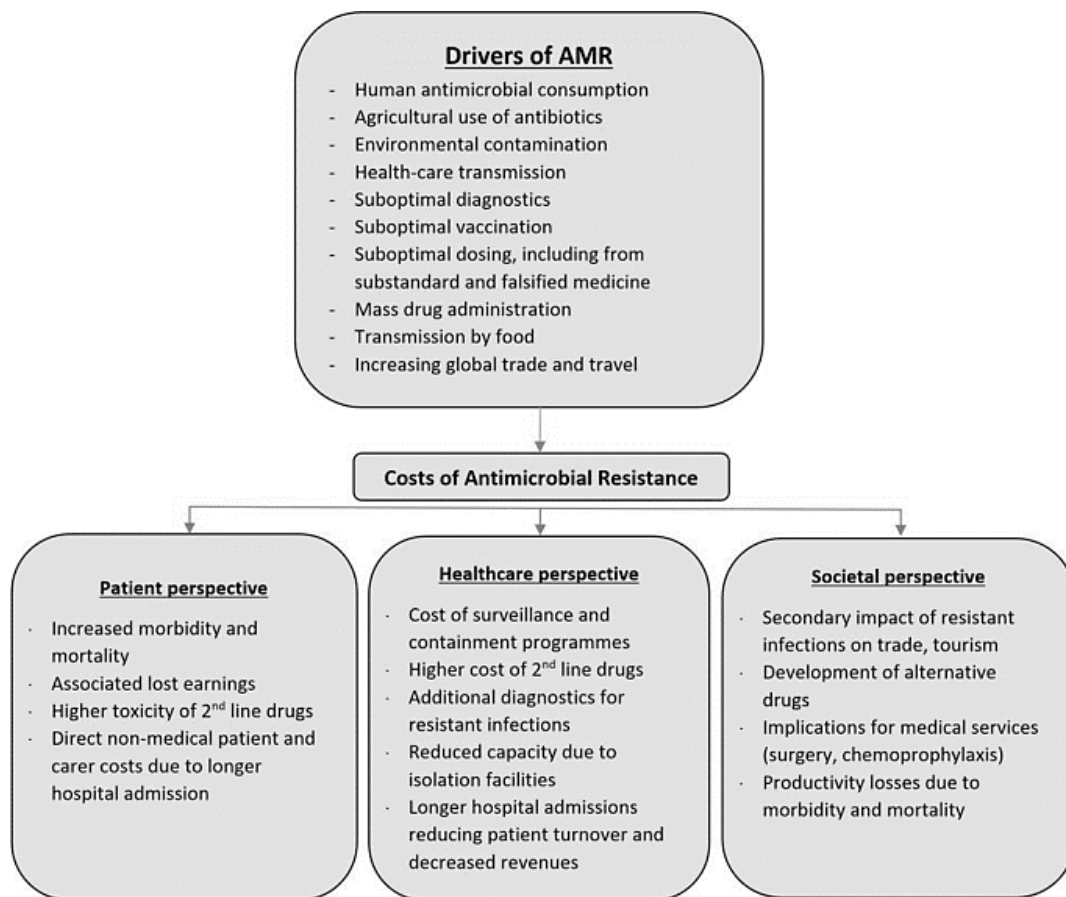 Drivers of AMR
- Human antimicrobial consumption
- Agricultural use of antibiotics
- Environmental contamination
- Health-care transmission
- Suboptimal diagnostics
- Suboptimal vaccination
- Suboptimal dosing, including from
substandard and falsified medicine
- Mass drug administration
- Transmission by food
- Increasing global trade and travel
Costs of Antimicrobial Resistance
Patient perspective
· Increased morbidity and
mortality
· Associated lost earnings
· Higher toxicity of 2nd line drugs
· Direct non-medical patient and
carer costs due to longer
hospital admission
Healthcare perspective
· Cost of surveillance and
containment programmes
· Higher cost of 2nd line drugs
· Additional diagnostics for
resistant infections
· Reduced capacity due to
isolation facilities
· Longer hospital admissions
reducing patient turnover and
decreased revenues
Societal perspective
· Secondary impact of resistant
infections on trade, tourism
· Development of alternative
drugs
· Implications for medical services
(surgery, chemoprophylaxis)
· Productivity losses due to
morbidity and mortality